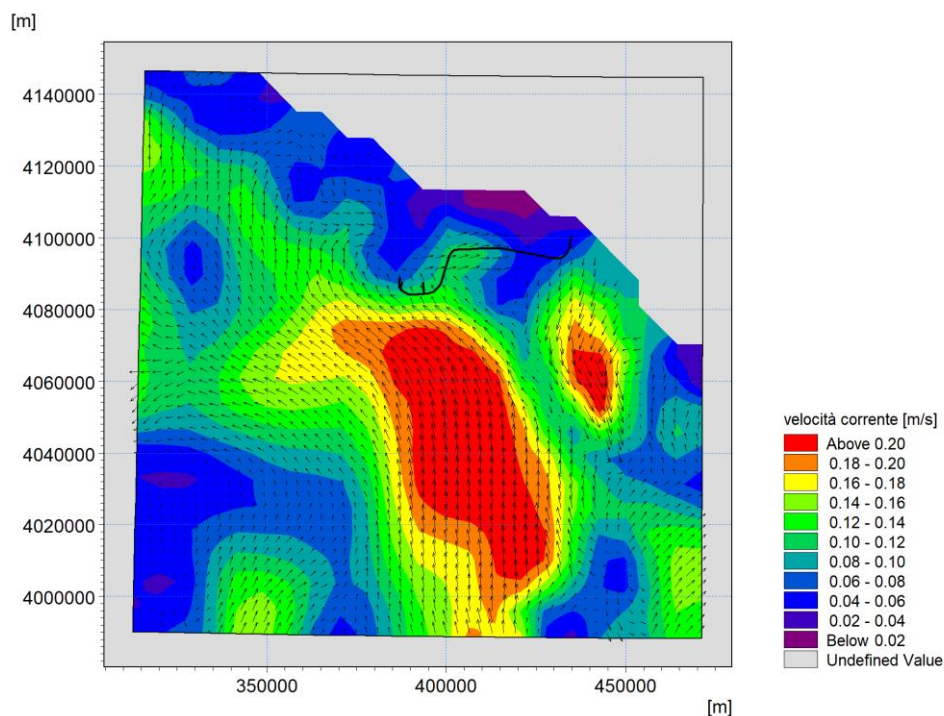 [m]
4140000
4120000
4100000
4080000
4060000
4040000
4020000
4000000
350000
400000
450000
[m]
velocità corrente [m/s]
Above 0.20
0.18 - 0.20
0.16 - 0.18
0.14 - 0.16
0.12 - 0.14
0.10 - 0.12
0.08 - 0.10
0.06 - 0.08
0.04 - 0.06
0.02 - 0.04
Below 0.02
Undefined Value